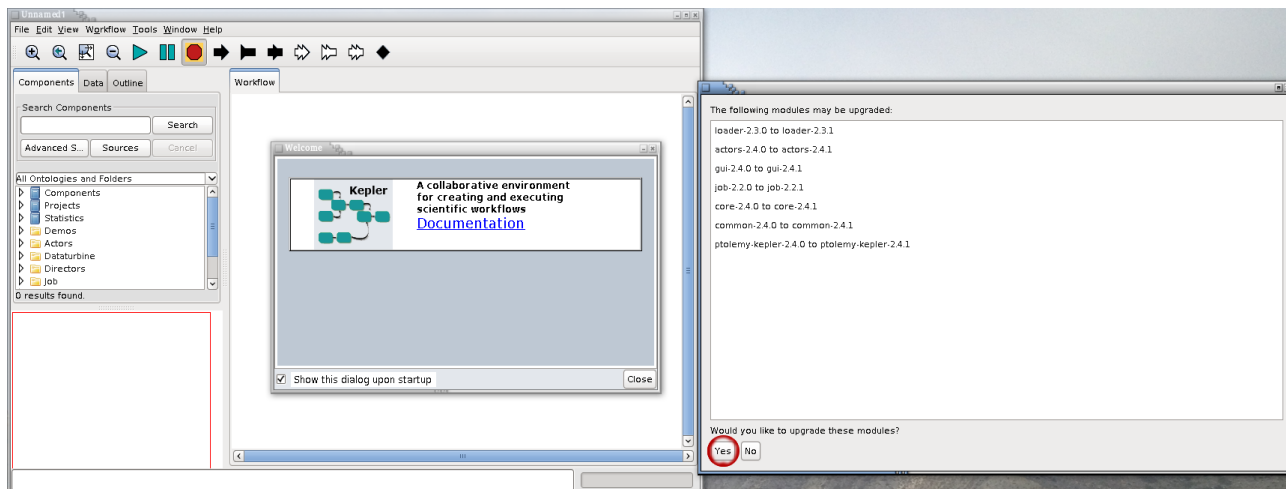 Unnamed1
File Edit View Workflow Tools Window Help
Components Data Outline
Workflow
Search Components
Search
Advanced S... Sources Cancel
All Ontologies and Folders
Components
Projects
Statistics
Demos
Actors
Dataturbine
Directors
Job
0 results found.
Welcome
Kepler
A collaborative environment
for creating and executing
scientific workflows
Documentation
Show this dialog upon startup
Close
The following modules may be upgraded:
loader-2.3.0 to loader-2.3.1
actors-2.4.0 to actors-2.4.1
gui-2.4.0 to gui-2.4.1
job-2.2.0 to job-2.2.1
core-2.4.0 to core-2.4.1
common-2.4.0 to common-2.4.1
ptolemy-kepler-2.4.0 to ptolemy-kepler-2.4.1
Would you like to upgrade these modules?
Yes No